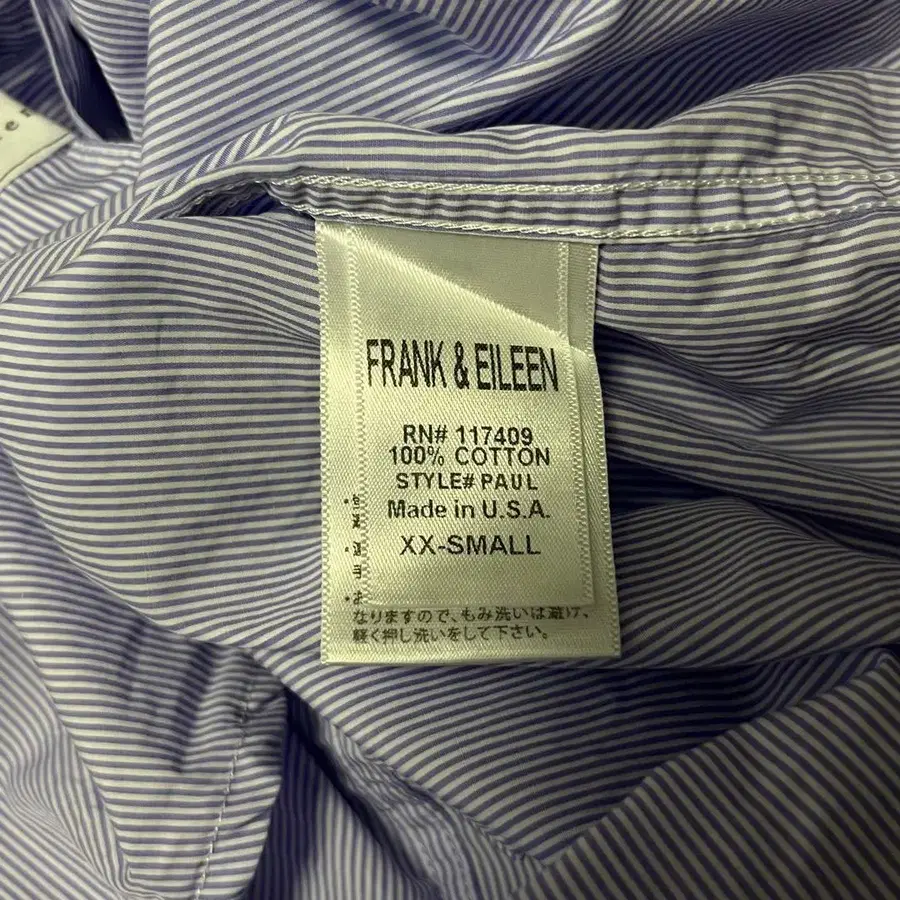 FRANK & EILEEN
RN# 117409
100% COTTON
STYLE# PAUL
Made in U.S.A.
XX-SMALL
なりますので、もみ洗いは避け、
軽く押し洗いをして下さい。